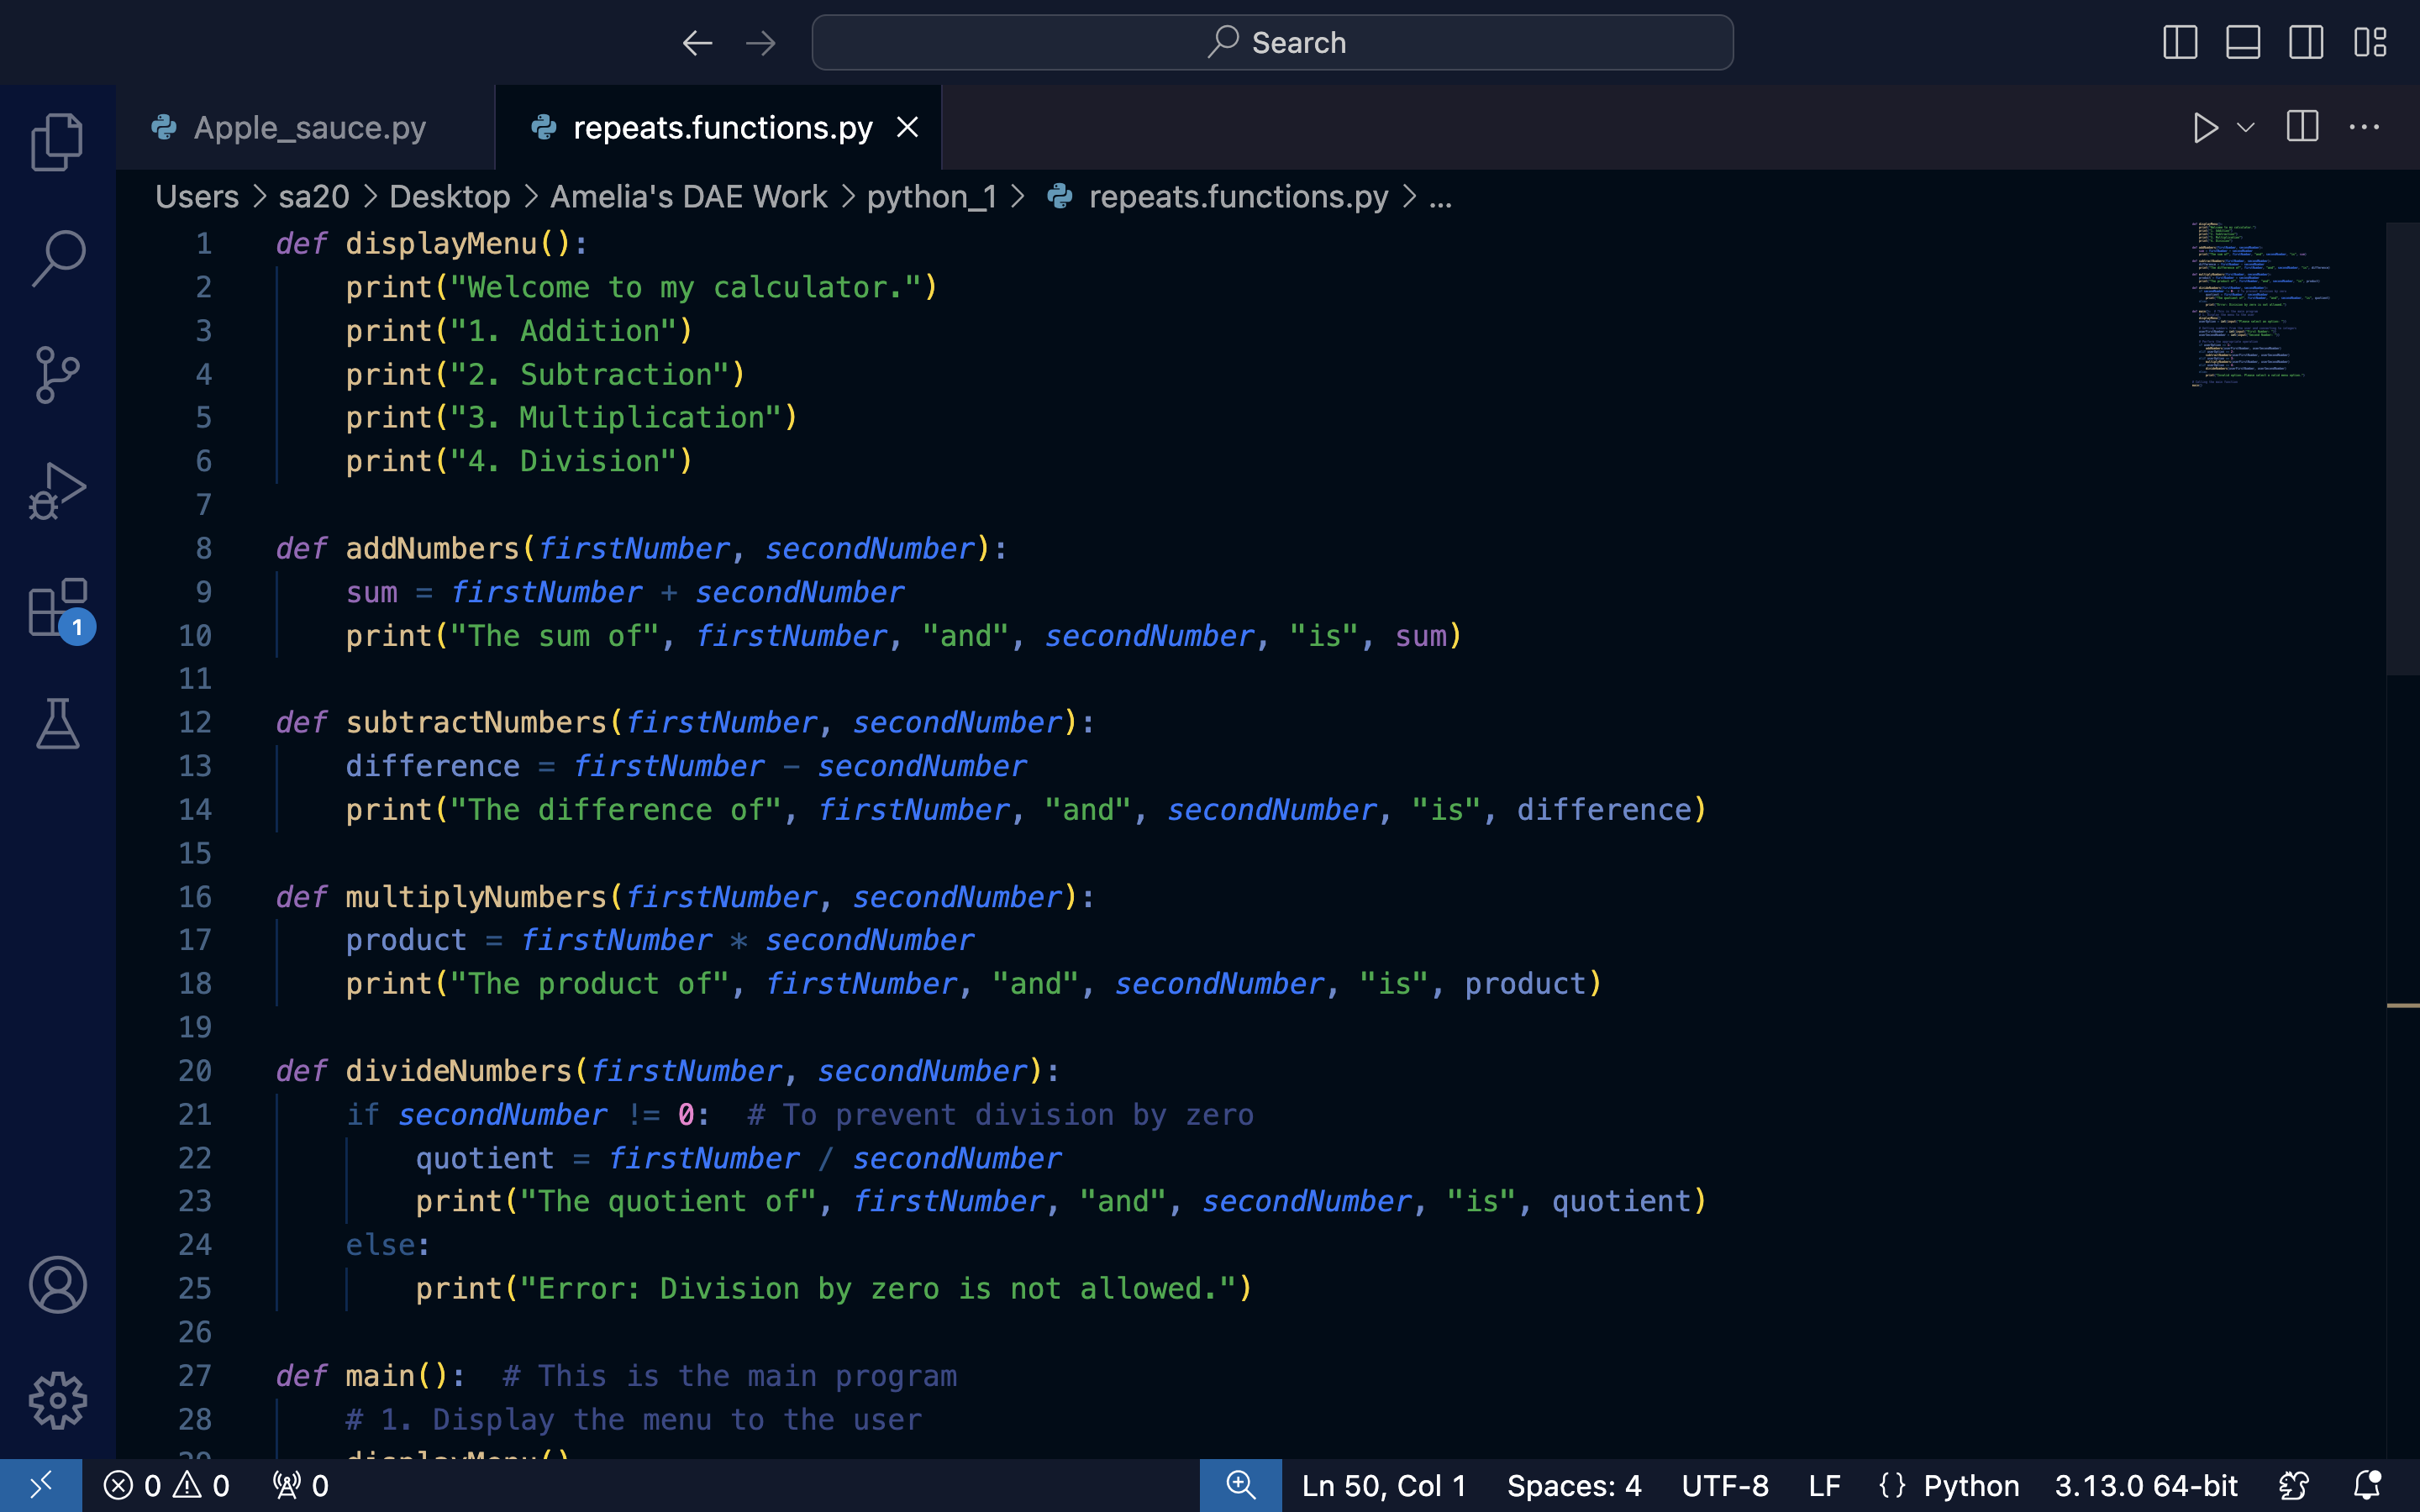 Search
Apple_sauce.py
repeats.functions.py
Users > sa20 > Desktop > Amelia's DAE Work > python_1 > repeats.functions.py > ...
1 def displayMenu():
2     print("Welcome to my calculator.")
3     print("1. Addition")
4     print("2. Subtraction")
5     print("3. Multiplication")
6     print("4. Division")
7
8 def addNumbers(firstNumber, secondNumber):
9     sum = firstNumber + secondNumber
10     print("The sum of", firstNumber, "and", secondNumber, "is", sum)
11
12 def subtractNumbers(firstNumber, secondNumber):
13     difference = firstNumber - secondNumber
14     print("The difference of", firstNumber, "and", secondNumber, "is", difference)
15
16 def multiplyNumbers(firstNumber, secondNumber):
17     product = firstNumber * secondNumber
18     print("The product of", firstNumber, "and", secondNumber, "is", product)
19
20 def divideNumbers(firstNumber, secondNumber):
21     if secondNumber != 0:  # To prevent division by zero
22         quotient = firstNumber / secondNumber
23         print("The quotient of", firstNumber, "and", secondNumber, "is", quotient)
24     else:
25         print("Error: Division by zero is not allowed.")
26
27 def main():  # This is the main program
28     # 1. Display the menu to the user
29     displayMenu()
1
0 0 0
Ln 50, Col 1 Spaces: 4 UTF-8 LF {} Python 3.13.0 64-bit